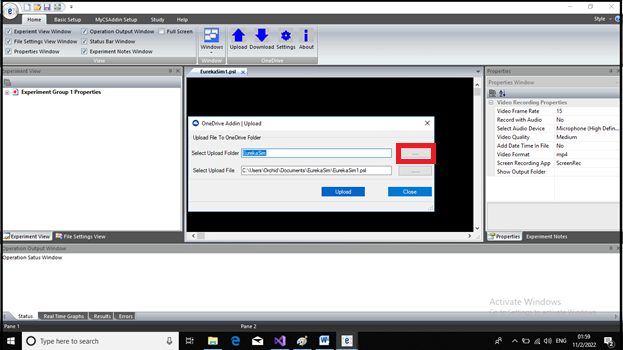 Home Basic Setup MyCSAddin Setup Study Help Style
Experient View Window Operation Output Window Full Screen
File Settings View Window Status Bar Window
Properties Window Experiment Notes Window
Windows Upload Download Settings About
View Window OneDrive
Experiment View
EurekaSim1.psl
Properties
Experiment Group 1 Properties
Properties Window
Video Recording Properties
Video Frame Rate 15
Record with Audio No
Select Audio Device Microphone (High Defin...
Video Quality Medium
Add Date Time In File No
Video Format mp4
Screen Recording App ScreenRec
Show Output Folder
OneDrive Addin | Upload
Upload File To OneDrive Folder
Select Upload Folder EurekaSim
Select Upload File C:\Users\Orchid\Documents\EurekaSim\EurekaSim1.psl
Upload Close
Experiment View File Settings View
Properties Experiment Notes
Operation Output Window
Operation Satus Window
Activate Windows
Go to Settings to activate Windows.
Status Real Time Graphs Results Errors
Pane 1 Pane 2
Type here to search
ENG
01:59
11/2/2022